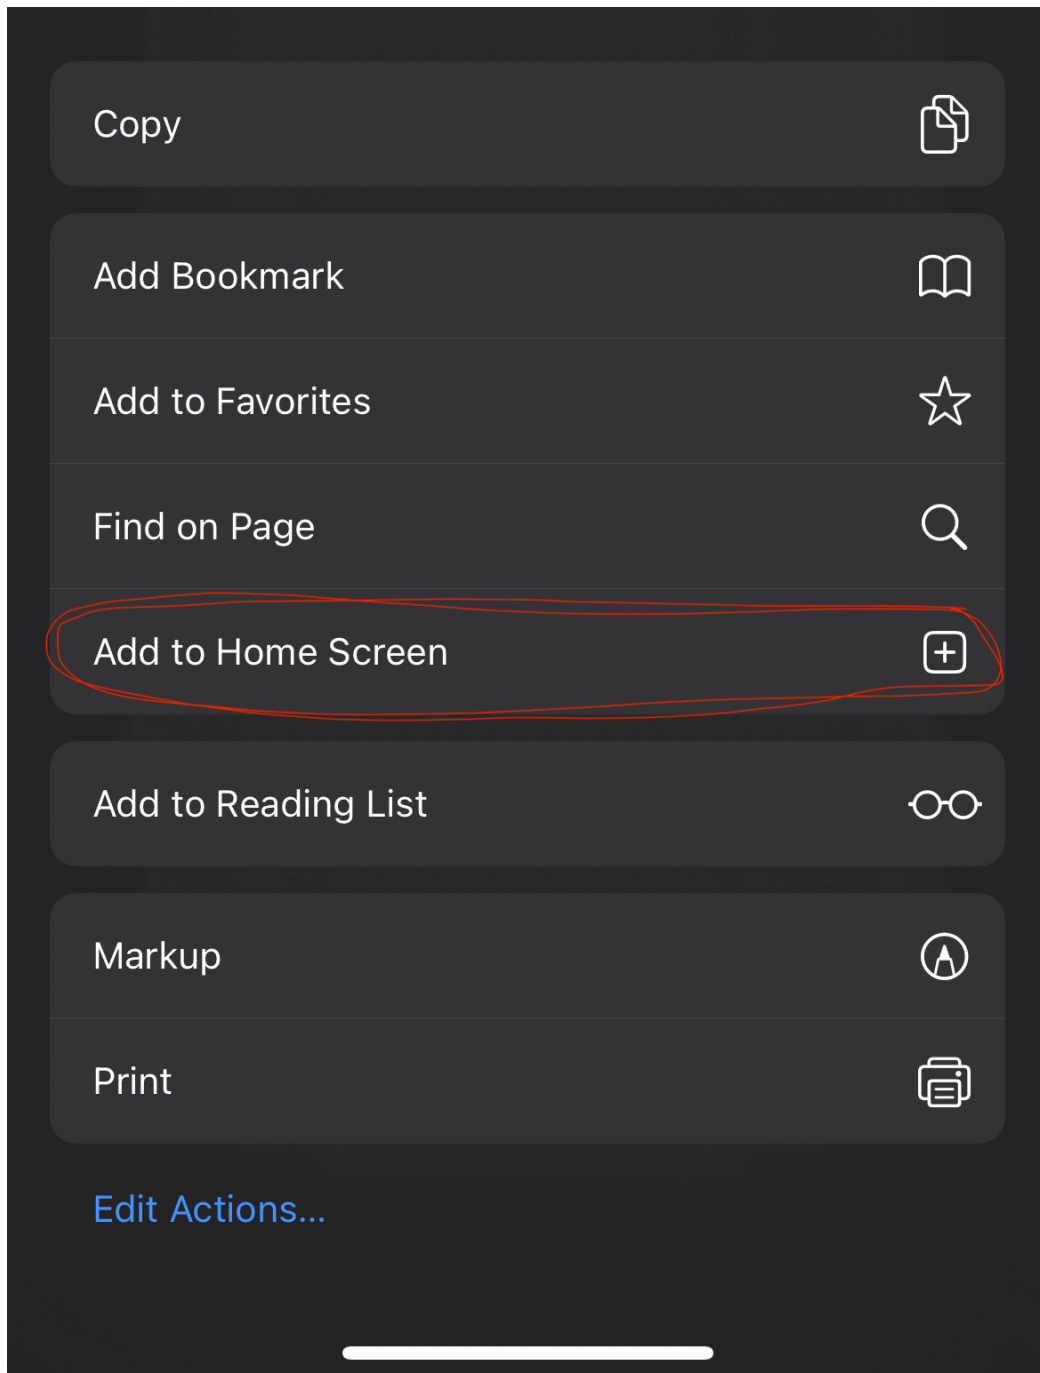 Copy
Add Bookmark
Add to Favorites
Find on Page
Add to Home Screen
Add to Reading List
Markup
Print
Edit Actions...